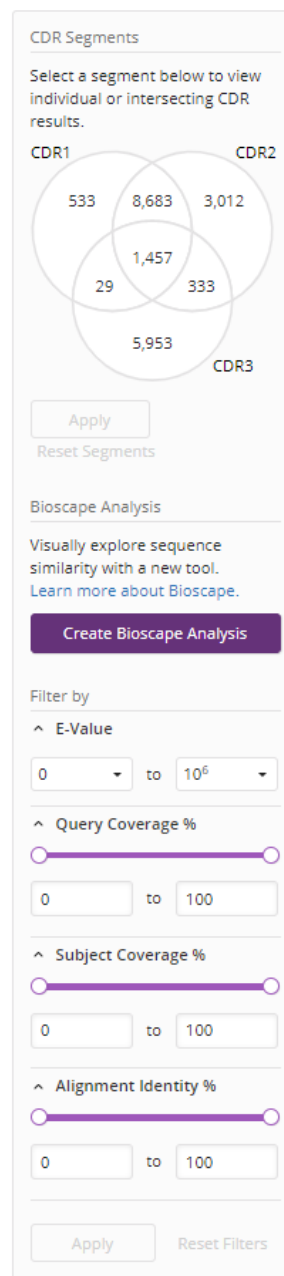 CDR Segments
Select a segment below to view
individual or intersecting CDR
results.
CDR1 CDR2
533 8,683 3,012
1,457
29 333
5,953
CDR3
Apply
Reset Segments
Bioscape Analysis
Visually explore sequence
similarity with a new tool.
Learn more about Bioscape.
Create Bioscape Analysis
Filter by
E-Value
0 to 10⁶
Query Coverage %
0 to 100
Subject Coverage %
0 to 100
Alignment Identity %
0 to 100
Apply Reset Filters